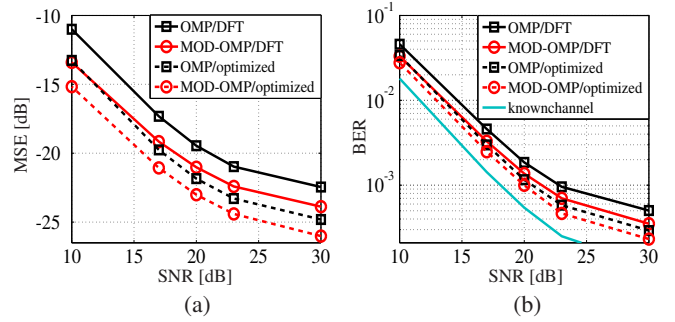 -10
-15
-20
-25
MSE [dB]
10
15
20
25
30
SNR [dB]
OMP/DFT
MOD-OMP/DFT
OMP/optimized
MOD-OMP/optimized
(a)
10^-1
10^-2
10^-3
BER
10
15
20
25
30
SNR [dB]
OMP/DFT
MOD-OMP/DFT
OMP/optimized
MOD-OMP/optimized
knownchannel
(b)